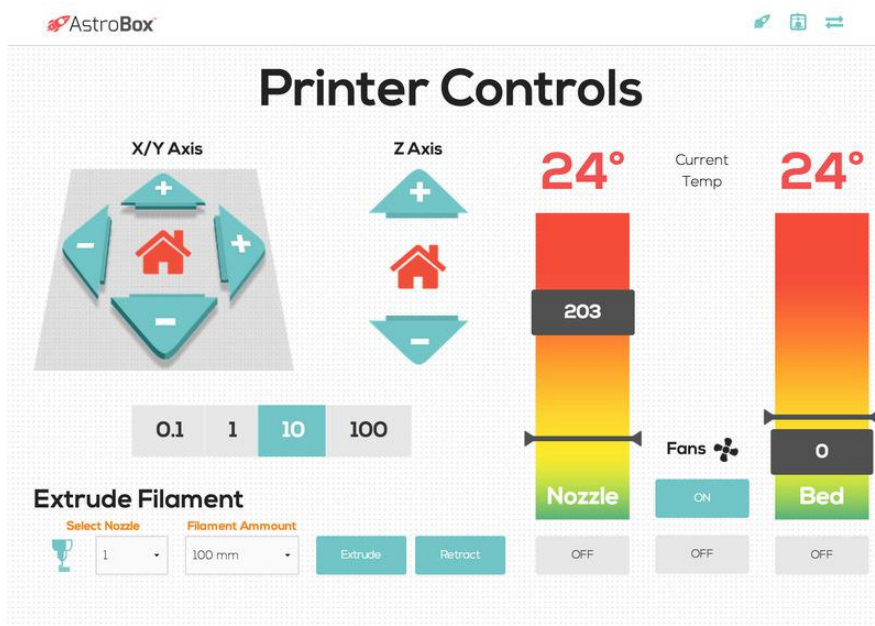 AstroBox
Printer Controls
X/Y Axis
Z Axis
24°
Current
Temp
24°
+
-
+
-
+
-
203
0.1 1 10 100
Fans
0
Extrude Filament
Nozzle
ON
Bed
Select Nozzle
Filament Ammount
1
100 mm
Extrude
Retract
OFF
OFF
OFF